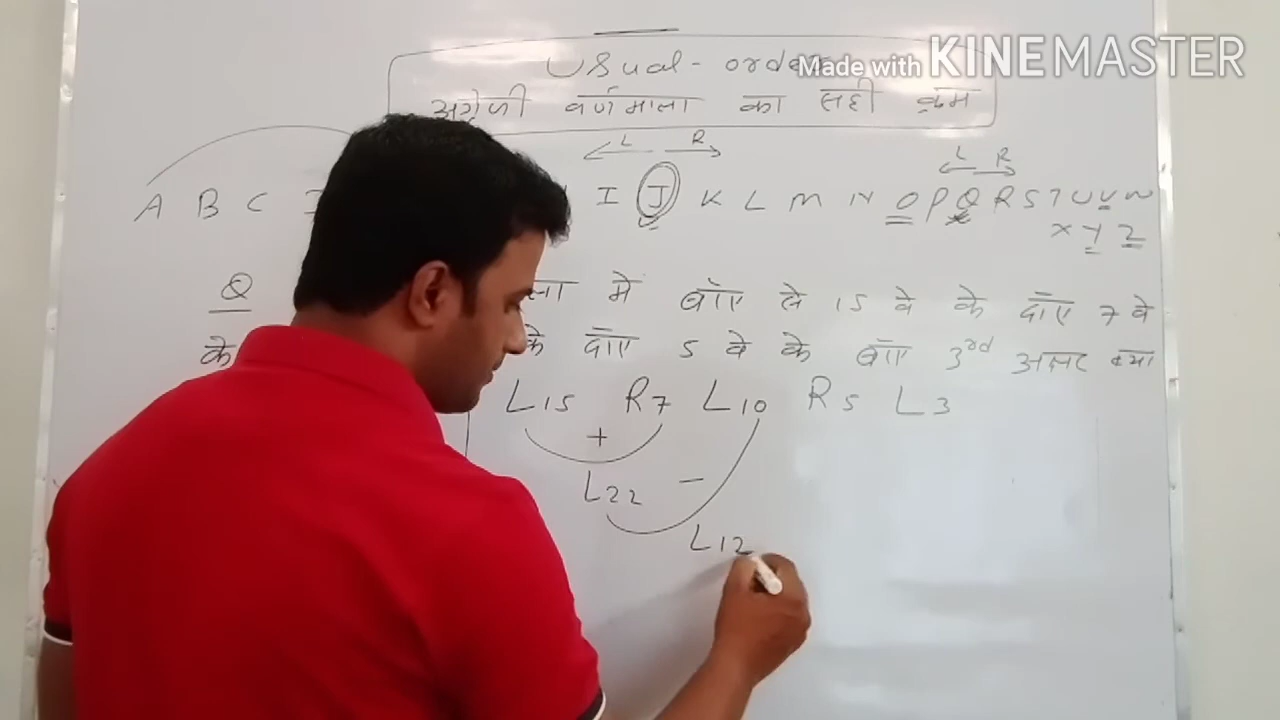 Made with KINEMASTER
Usual-order
अंग्रेजी वर्णमाला का सही क्रम
L R
L R
A B C I J K L M N O P Q R S T U V W
X Y Z
Q में बाँए से 15 वे के दाँए 7 वे
के के दाँए 5 वे के बाँए 3rd अक्षर क्या
L15 R7 L10 R5 L3
+
L22 -
L12